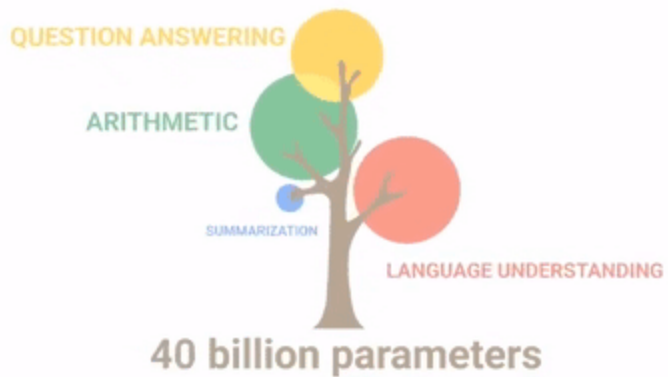 QUESTION ANSWERING
ARITHMETIC
SUMMARIZATION
LANGUAGE UNDERSTANDING
40 billion parameters